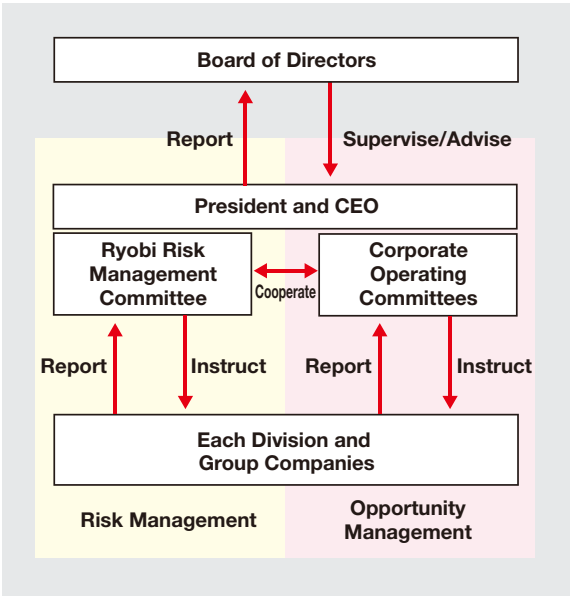 Board of Directors
Report
Supervise/Advise
President and CEO
Ryobi Risk
Management
Committee
Cooperate
Corporate
Operating
Committees
Report
Instruct
Report
Instruct
Each Division and
Group Companies
Risk Management
Opportunity
Management